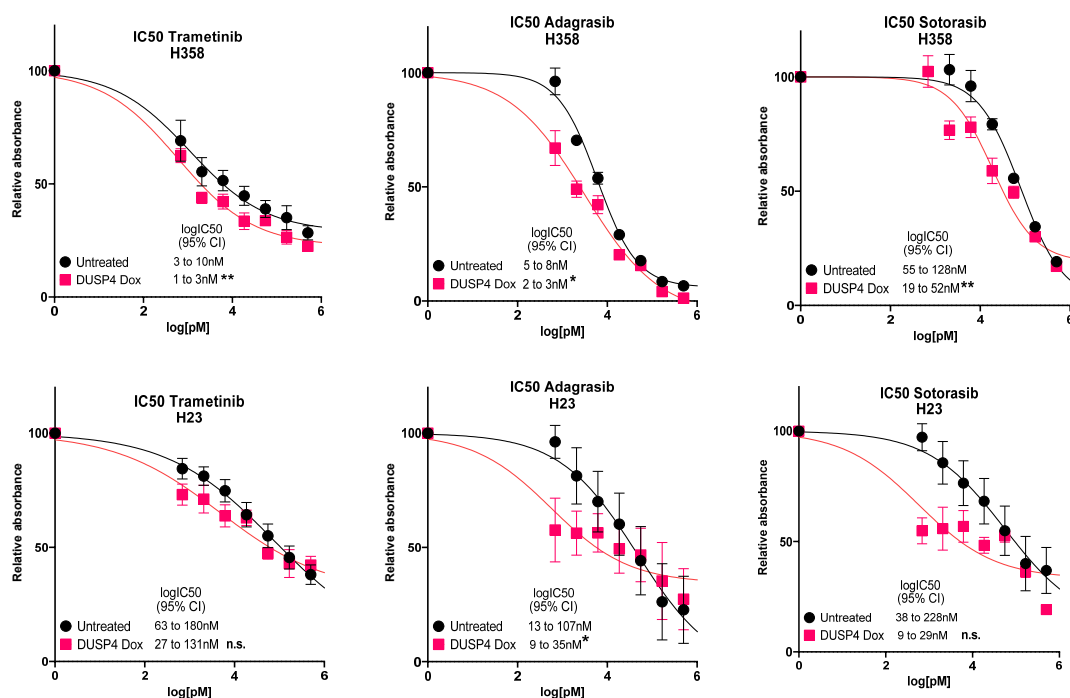 IC50 Trametinib
H358
100
50
0
Relative absorbance
logIC50
(95% CI)
Untreated 3 to 10nM
DUSP4 Dox 1 to 3nM **
0 2 4 6
log[pM]
IC50 Adagrasib
H358
100
50
0
Relative absorbance
logIC50
(95% CI)
Untreated 5 to 8nM
DUSP4 Dox 2 to 3nM *
0 2 4 6
log[pM]
IC50 Sotorasib
H358
100
50
0
Relative absorbance
logIC50
(95% CI)
Untreated 55 to 128nM
DUSP4 Dox 19 to 52nM**
0 2 4 6
log[pM]
IC50 Trametinib
H23
100
50
0
Relative absorbance
logIC50
(95% CI)
Untreated 63 to 180nM
DUSP4 Dox 27 to 131nM n.s.
0 2 4 6
log[pM]
IC50 Adagrasib
H23
100
50
0
Relative absorbance
logIC50
(95% CI)
Untreated 13 to 107nM
DUSP4 Dox 9 to 35nM*
0 2 4 6
log[pM]
IC50 Sotorasib
H23
100
50
0
Relative absorbance
logIC50
(95% CI)
Untreated 38 to 228nM
DUSP4 Dox 9 to 29nM n.s.
0 2 4 6
log[pM]